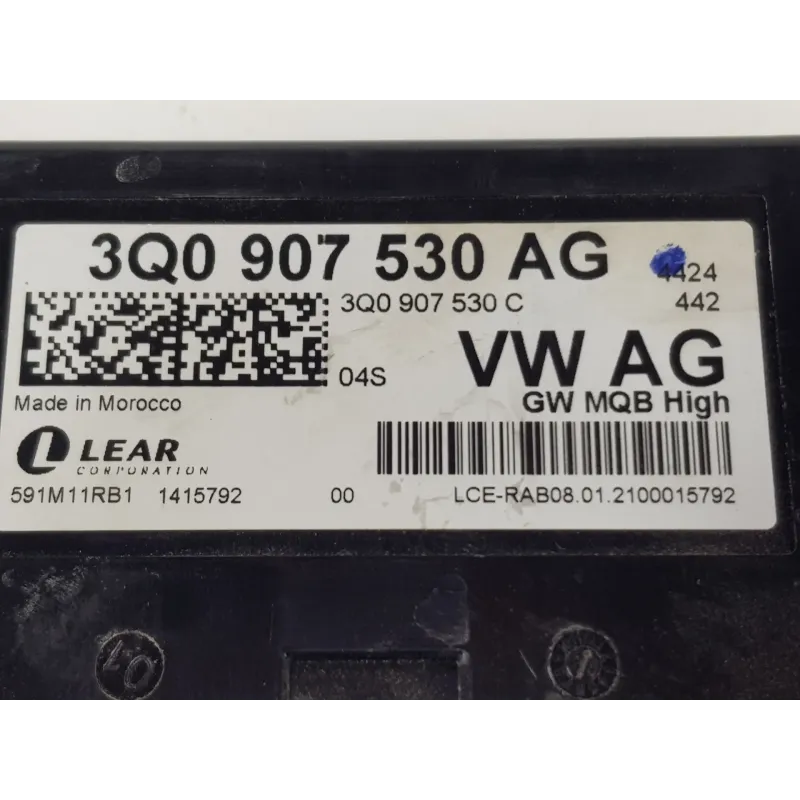 3Q0 907 530 AG 4424
3Q0 907 530 C 442
04S VW AG
Made in Morocco GW MQB High
LEAR
CORPORATION
591M11RB1 1415792 00 LCE-RAB08.01.2100015792